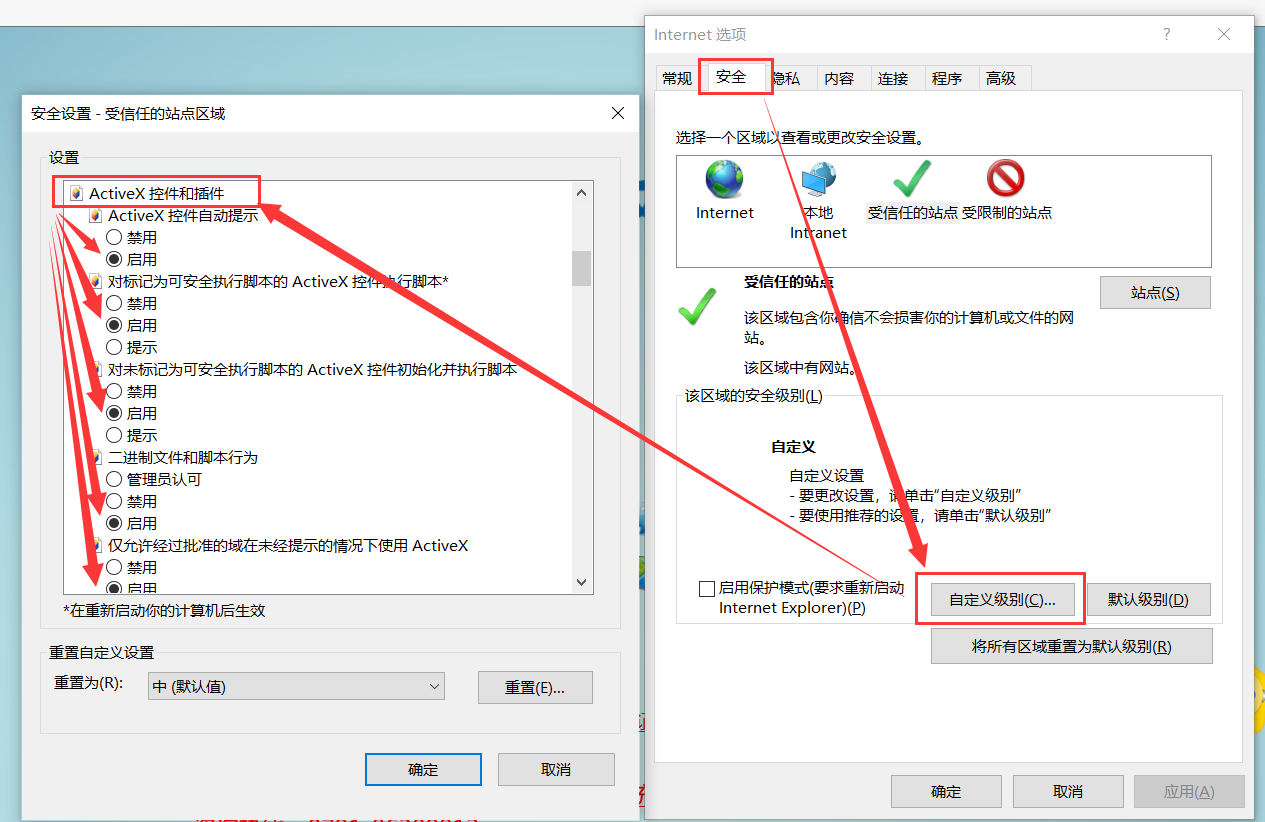 安全设置 - 受信任的站点区域
设置
ActiveX 控件和插件
ActiveX 控件自动提示
禁用
启用
对标记为可安全执行脚本的 ActiveX 控件执行脚本*
禁用
启用
提示
对未标记为可安全执行脚本的 ActiveX 控件初始化并执行脚本
禁用
启用
提示
二进制文件和脚本行为
管理员认可
禁用
启用
仅允许经过批准的域在未经提示的情况下使用 ActiveX
禁用
启用
*在重新启动你的计算机后生效
重置自定义设置
重置为(R):
中 (默认值)
重置(E)...
确定
取消
Internet 选项
?
常规
安全
隐私
内容
连接
程序
高级
选择一个区域以查看或更改安全设置。
Internet
本地
Intranet
受信任的站点
受限制的站点
受信任的站点
站点(S)
该区域包含你确信不会损害你的计算机或文件的网
站。
该区域中有网站。
该区域的安全级别(L)
自定义
自定义设置
- 要更改设置，请单击“自定义级别”
- 要使用推荐的设置，请单击“默认级别”
启用保护模式(要求重新启动
Internet Explorer)(P)
自定义级别(C)...
默认级别(D)
将所有区域重置为默认级别(R)
确定
取消
应用(A)